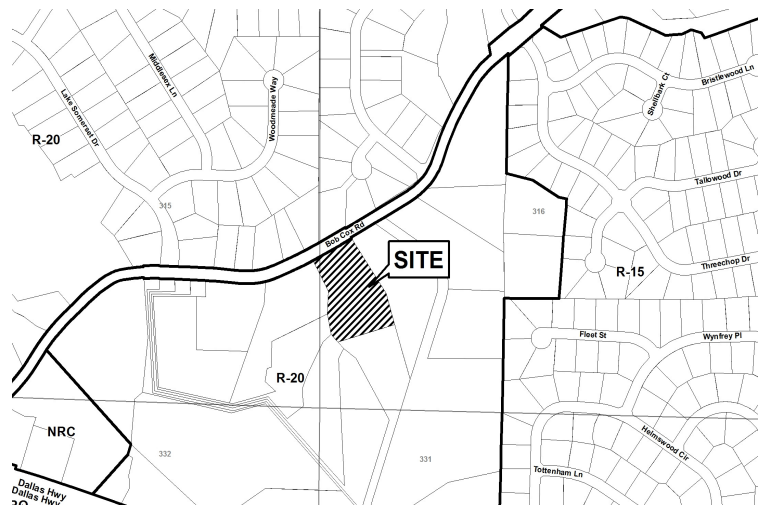 Middlesex Ln
Bristlewood Ln
Lake Somerset Dr
Woodmeade Way
Shellbark Ct
R-20
Tallowood Dr
315
316
Bob Cox Rd
SITE
Threechop Dr
R-15
Fleet St
Wynfrey Pl
R-20
NRC
Helmswood Cir
332
331
Tottenham Ln
Dallas Hwy
Dallas Hwy